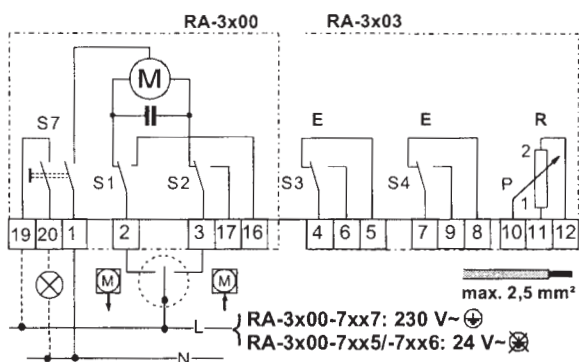 RA-3x00 RA-3x03
M
S7 E E R
2
S1 S2 S3 S4 P
1
19 20 1 2 3 17 16 4 6 5 7 9 8 10 11 12
M M
max. 2,5 mm²
L RA-3x00-7xx7: 230 V~
RA-3x00-7xx5/-7xx6: 24 V~
N